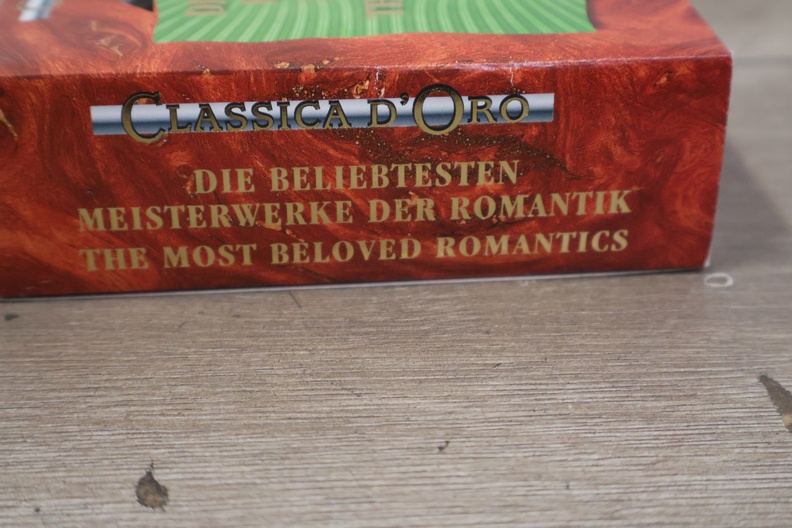 CLASSICA D'ORO
DIE BELIEBTESTEN
MEISTERWERKE DER ROMANTIK
THE MOST BELOVED ROMANTICS